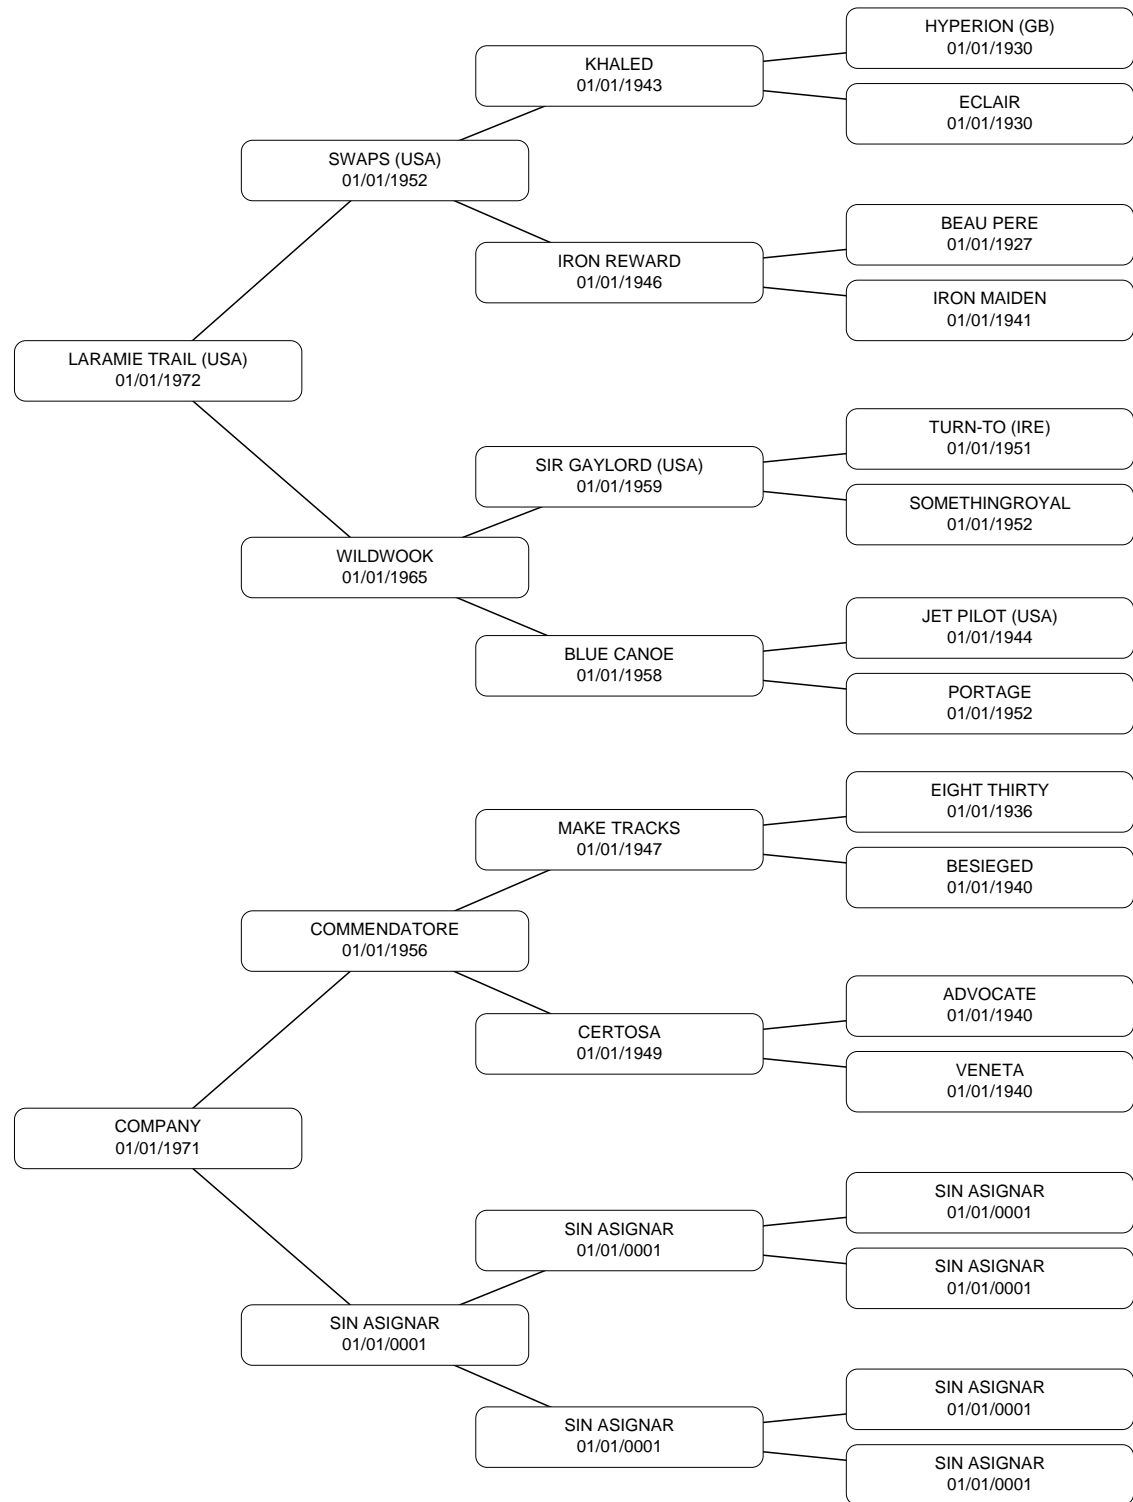 HYPERION (GB)
01/01/1930
KHALED
01/01/1943
ECLAIR
01/01/1930
SWAPS (USA)
01/01/1952
BEAU PERE
01/01/1927
IRON REWARD
01/01/1946
IRON MAIDEN
01/01/1941
LARAMIE TRAIL (USA)
01/01/1972
TURN-TO (IRE)
01/01/1951
SIR GAYLORD (USA)
01/01/1959
SOMETHINGROYAL
01/01/1952
WILDWOOK
01/01/1965
JET PILOT (USA)
01/01/1944
BLUE CANOE
01/01/1958
PORTAGE
01/01/1952
EIGHT THIRTY
01/01/1936
MAKE TRACKS
01/01/1947
BESIEGED
01/01/1940
COMMENDATORE
01/01/1956
ADVOCATE
01/01/1940
CERTOSA
01/01/1949
VENETA
01/01/1940
COMPANY
01/01/1971
SIN ASIGNAR
01/01/0001
SIN ASIGNAR
01/01/0001
SIN ASIGNAR
01/01/0001
SIN ASIGNAR
01/01/0001
SIN ASIGNAR
01/01/0001
SIN ASIGNAR
01/01/0001
SIN ASIGNAR
01/01/0001